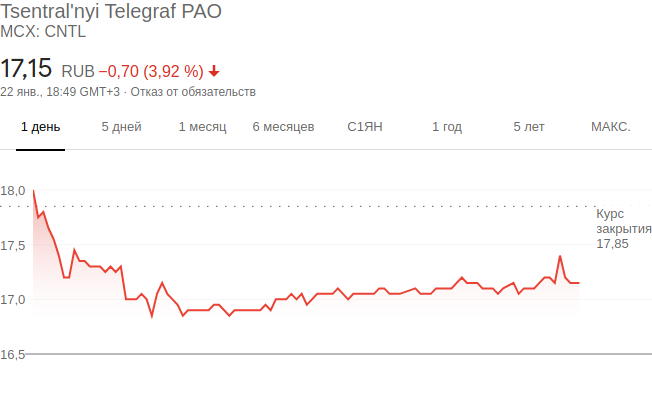 Tsentral'nyi Telegraf PAO
MCX: CNTL
17,15 RUB −0,70 (3,92 %)
22 янв., 18:49 GMT+3 · Отказ от обязательств
1 день 5 дней 1 месяц 6 месяцев С1ЯН 1 год 5 лет МАКС.
18,0
Курс
закрытия
17,85
17,5
17,0
16,5